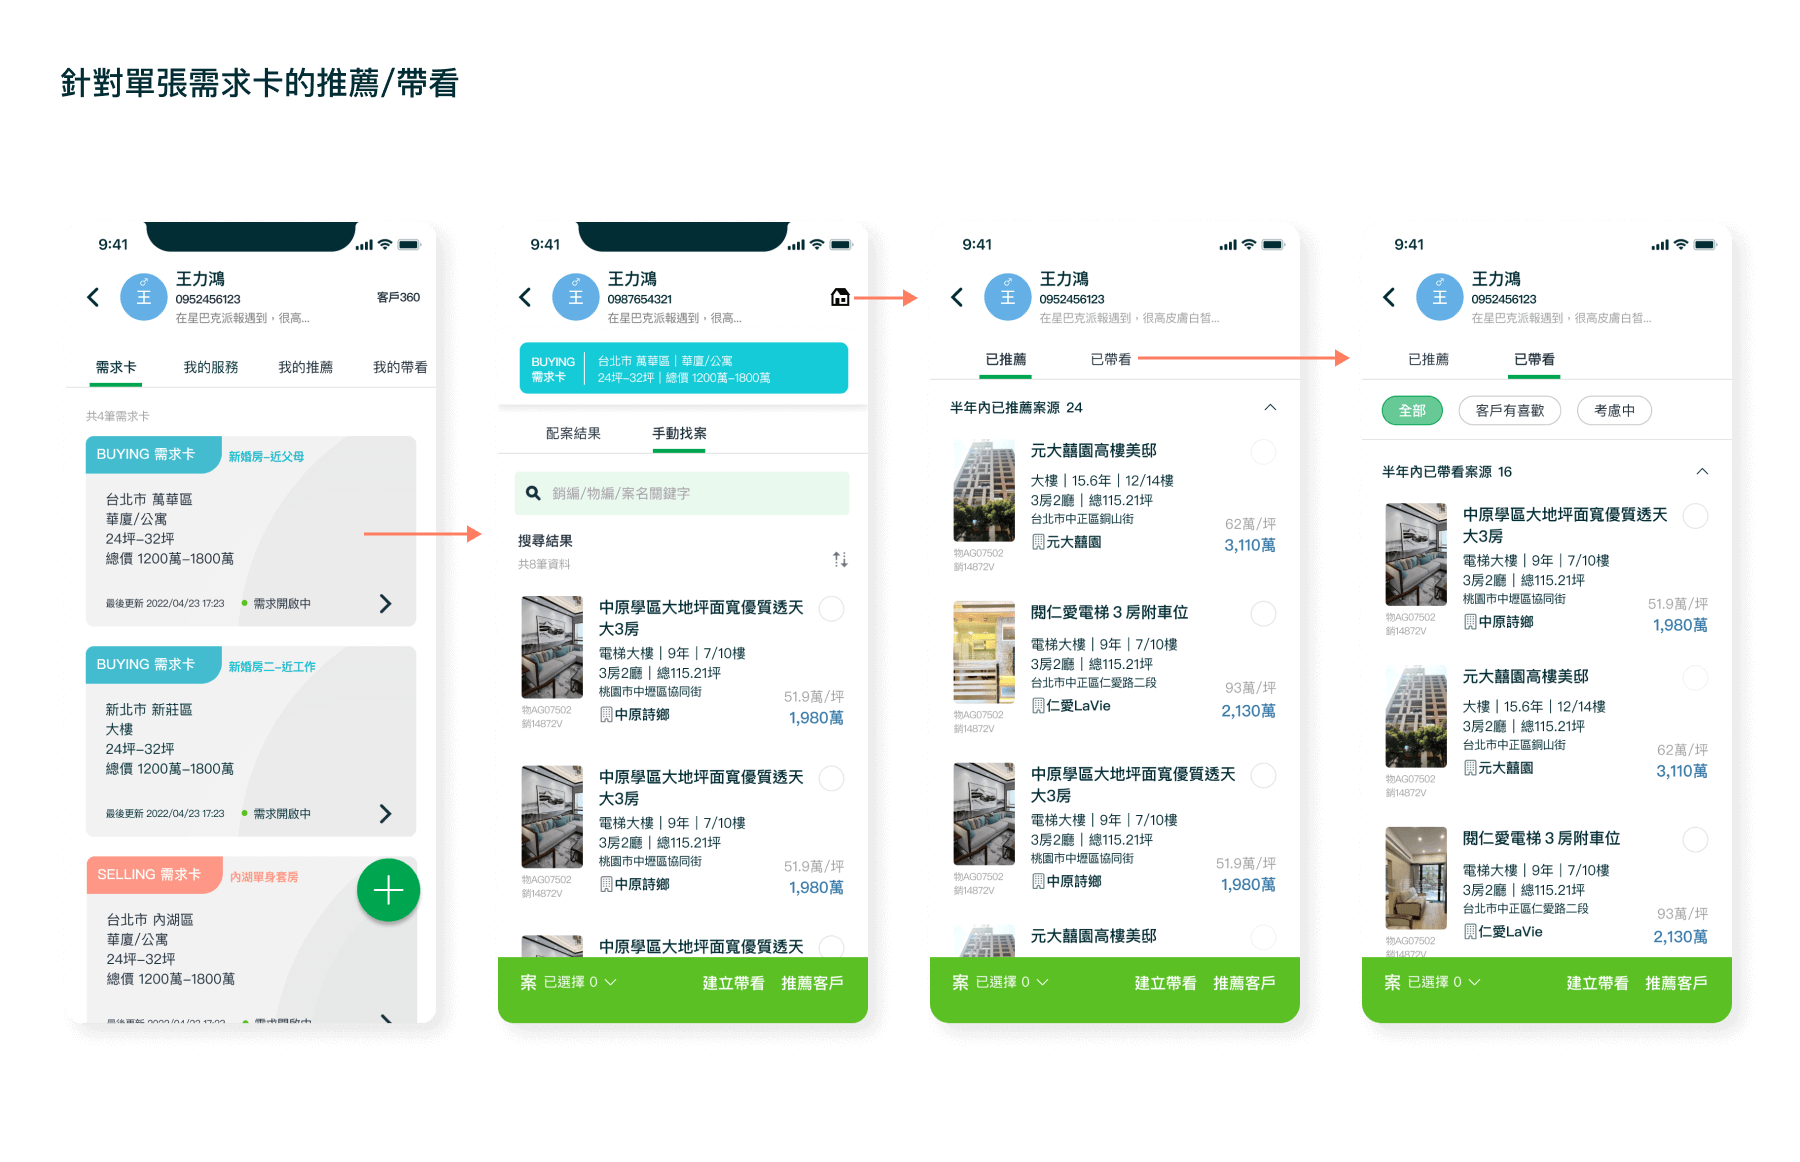 針對單張需求卡的推薦/帶看
9:41
王
王力鴻
0952456123
在星巴克派報遇到，很高...
客戶360
需求卡 我的服務 我的推薦 我的帶看
共4筆需求卡
BUYING 需求卡 新婚房-近父母
台北市 萬華區
華廈/公寓
24坪-32坪
總價 1200萬-1800萬
最後更新 2022/04/23 17:23 需求開啟中
BUYING 需求卡 新婚房二-近工作
新北市 新莊區
大樓
24坪-32坪
總價 1200萬-1800萬
最後更新 2022/04/23 17:23 需求開啟中
SELLING 需求卡 內湖單身套房
台北市 內湖區
華廈/公寓
24坪-32坪
總價 1200萬-1800萬
最後更新 2022/04/23 17:23 需求開啟中
9:41
王
王力鴻
0987654321
在星巴克派報遇到，很高...
BUYING 需求卡
台北市 萬華區｜華廈/公寓
24坪-32坪｜總價 1200萬-1800萬
配案結果 手動找案
銷編/物編/案名關鍵字
搜尋結果
共8筆資料
中原學區大地坪面寬優質透天
大3房
電梯大樓｜9年｜7/10樓
3房2廳｜總115.21坪
桃園市中壢區協同街
51.9萬/坪
物AG07502
銷14872V
中原詩鄉
1,980萬
中原學區大地坪面寬優質透天
大3房
電梯大樓｜9年｜7/10樓
3房2廳｜總115.21坪
桃園市中壢區協同街
51.9萬/坪
物AG07502
銷14872V
中原詩鄉
1,980萬
中原學區大地坪面寬優質透天
案 已選擇 0 建立帶看 推薦客戶
9:41
王
王力鴻
0952456123
在星巴克派報遇到，很高皮膚白皙...
已推薦 已帶看
半年內已推薦案源 24
元大囍園高樓美邸
大樓｜15.6年｜12/14樓
3房2廳｜總115.21坪
台北市中正區銅山街
62萬/坪
元大囍園
3,110萬
物AG07502
銷14872V
閱仁愛電梯３房附車位
電梯大樓｜9年｜7/10樓
3房2廳｜總115.21坪
台北市中正區仁愛路二段
93萬/坪
仁愛LaVie
2,130萬
物AG07502
銷14872V
中原學區大地坪面寬優質透天
大3房
電梯大樓｜9年｜7/10樓
3房2廳｜總115.21坪
桃園市中壢區協同街
51.9萬/坪
物AG07502
銷14872V
中原詩鄉
1,980萬
元大囍園高樓美邸
案 已選擇 0 建立帶看 推薦客戶
9:41
王
王力鴻
0952456123
在星巴克派報遇到，很高皮膚白皙...
已推薦 已帶看
全部 客戶有喜歡 考慮中
半年內已帶看案源 16
中原學區大地坪面寬優質透天
大3房
電梯大樓｜9年｜7/10樓
3房2廳｜總115.21坪
桃園市中壢區協同街
51.9萬/坪
物AG07502
銷14872V
中原詩鄉
1,980萬
元大囍園高樓美邸
大樓｜15.6年｜12/14樓
3房2廳｜總115.21坪
台北市中正區銅山街
62萬/坪
元大囍園
3,110萬
物AG07502
銷14872V
閱仁愛電梯３房附車位
電梯大樓｜9年｜7/10樓
3房2廳｜總115.21坪
台北市中正區仁愛路二段
93萬/坪
仁愛LaVie
2,130萬
物AG07502
銷14872V
案 已選擇 0 建立帶看 推薦客戶